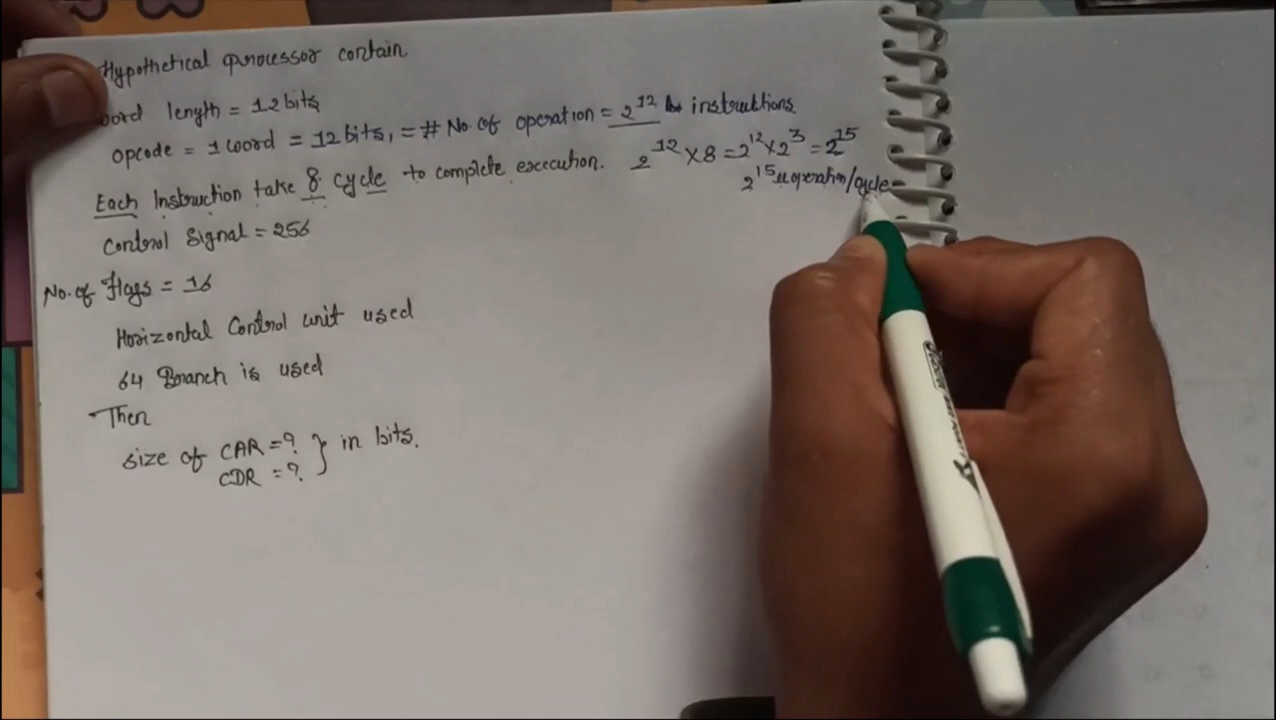 Hypothetical processor contain
word length = 12 bits
opcode = 1 word = 12 bits, = # No. of operation = 2^12 instructions
Each Instruction take 8 cycle to complete execution. 2^12 × 8 = 2^12 × 2^3 = 2^15
2^15 μoperation/cycle
Control Signal = 256
No. of Flags = 16
Horizontal Control unit used
64 Branch is used
Then
size of CAR = ? } in bits.
CDR = ?